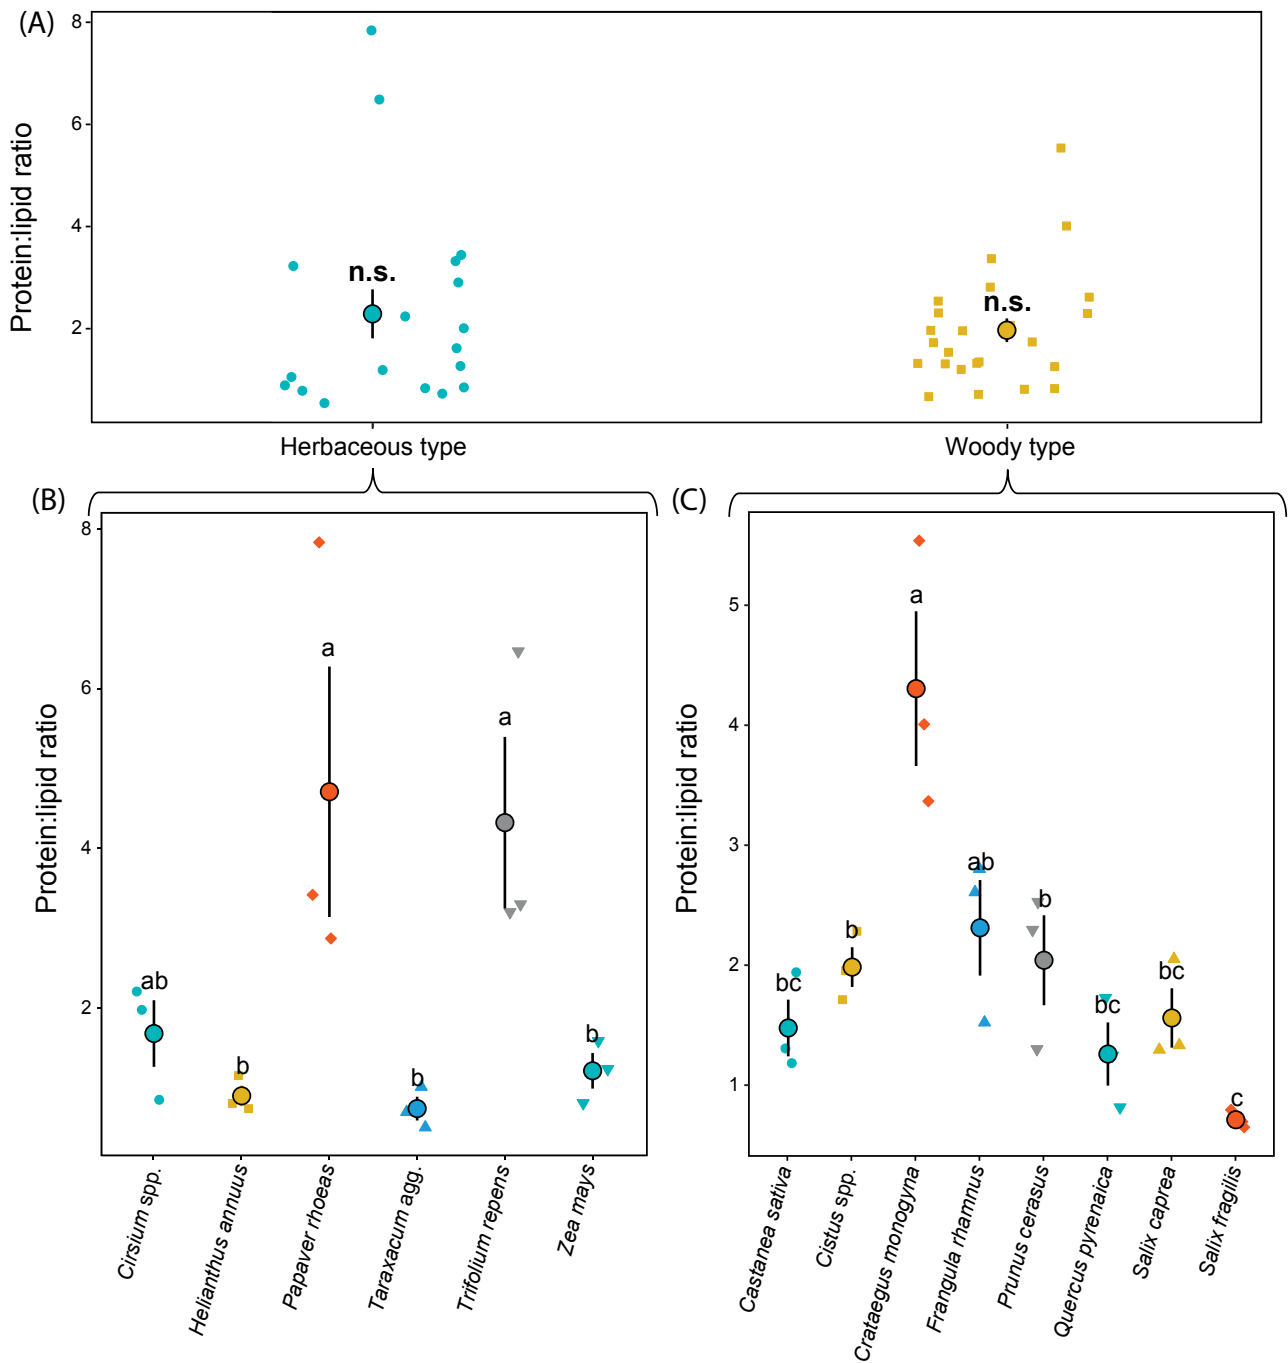 (A)
Protein:lipid ratio
8
6
4
2
n.s.
n.s.
Herbaceous type
Woody type
(B)
Protein:lipid ratio
8
6
4
2
ab
b
a
b
a
b
Cirsium spp.
Helianthus annuus
Papaver rhoeas
Taraxacum agg.
Trifolium repens
Zea mays
(C)
Protein:lipid ratio
5
4
3
2
1
bc
b
a
ab
b
bc
bc
c
Castanea sativa
Cistus spp.
Crataegus monogyna
Frangula rhamnus
Prunus cerasus
Quercus pyrenaica
Salix caprea
Salix fragilis